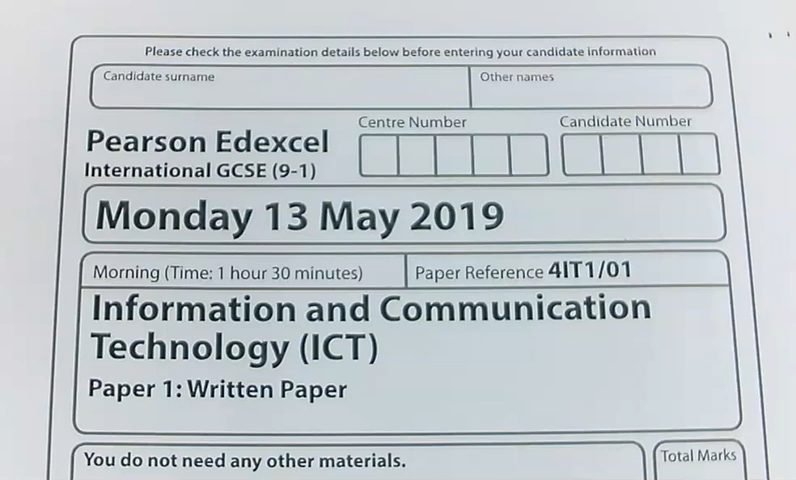 Please check the examination details below before entering your candidate information
Candidate surname
Other names
Centre Number
Candidate Number
Pearson Edexcel
International GCSE (9-1)
Monday 13 May 2019
Morning (Time: 1 hour 30 minutes)
Paper Reference 4IT1/01
Information and Communication
Technology (ICT)
Paper 1: Written Paper
You do not need any other materials.
Total Marks